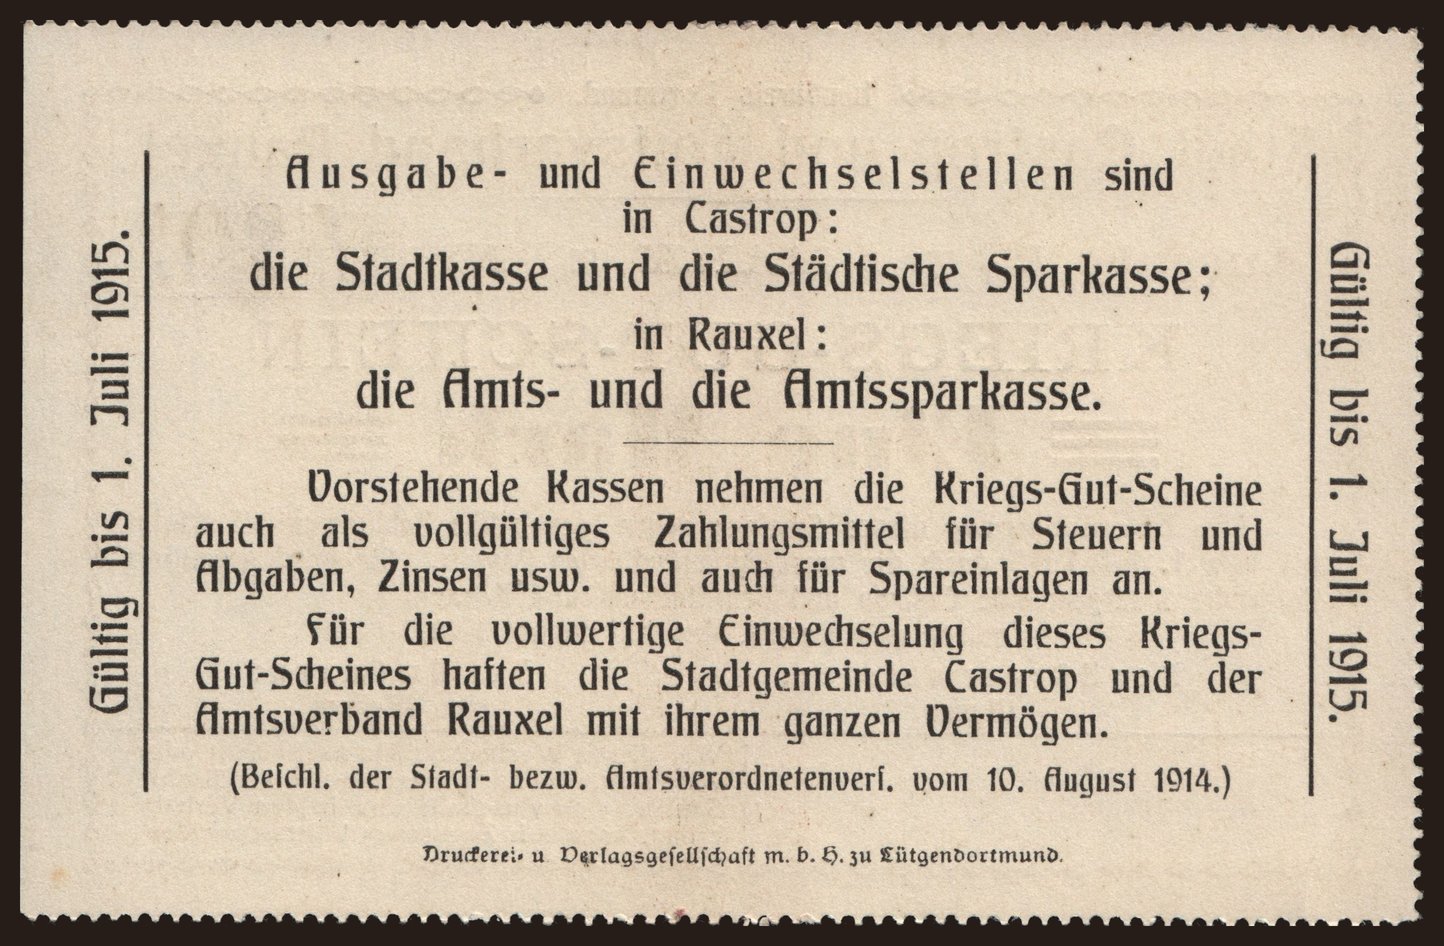 Gültig bis 1. Juli 1915.
Ausgabe- und Einwechselstellen sind
in Castrop:
die Stadtkasse und die Städtische Sparkasse;
in Rauxel:
die Amts- und die Amtssparkasse.
Vorstehende Kassen nehmen die Kriegs-Gut-Scheine
auch als vollgültiges Zahlungsmittel für Steuern und
Abgaben, Zinsen usw. und auch für Spareinlagen an.
Für die vollwertige Einwechselung dieses Kriegs-
Gut-Scheines haften die Stadtgemeinde Castrop und der
Amtsverband Rauxel mit ihrem ganzen Vermögen.
(Beſchl. der Stadt- bezw. Amtsverordnetenverſ. vom 10. August 1914.)
Druckerei- u Verlagsgeſellſchaft m. b. H. zu Lütgendortmund.
Gültig bis 1. Juli 1915.